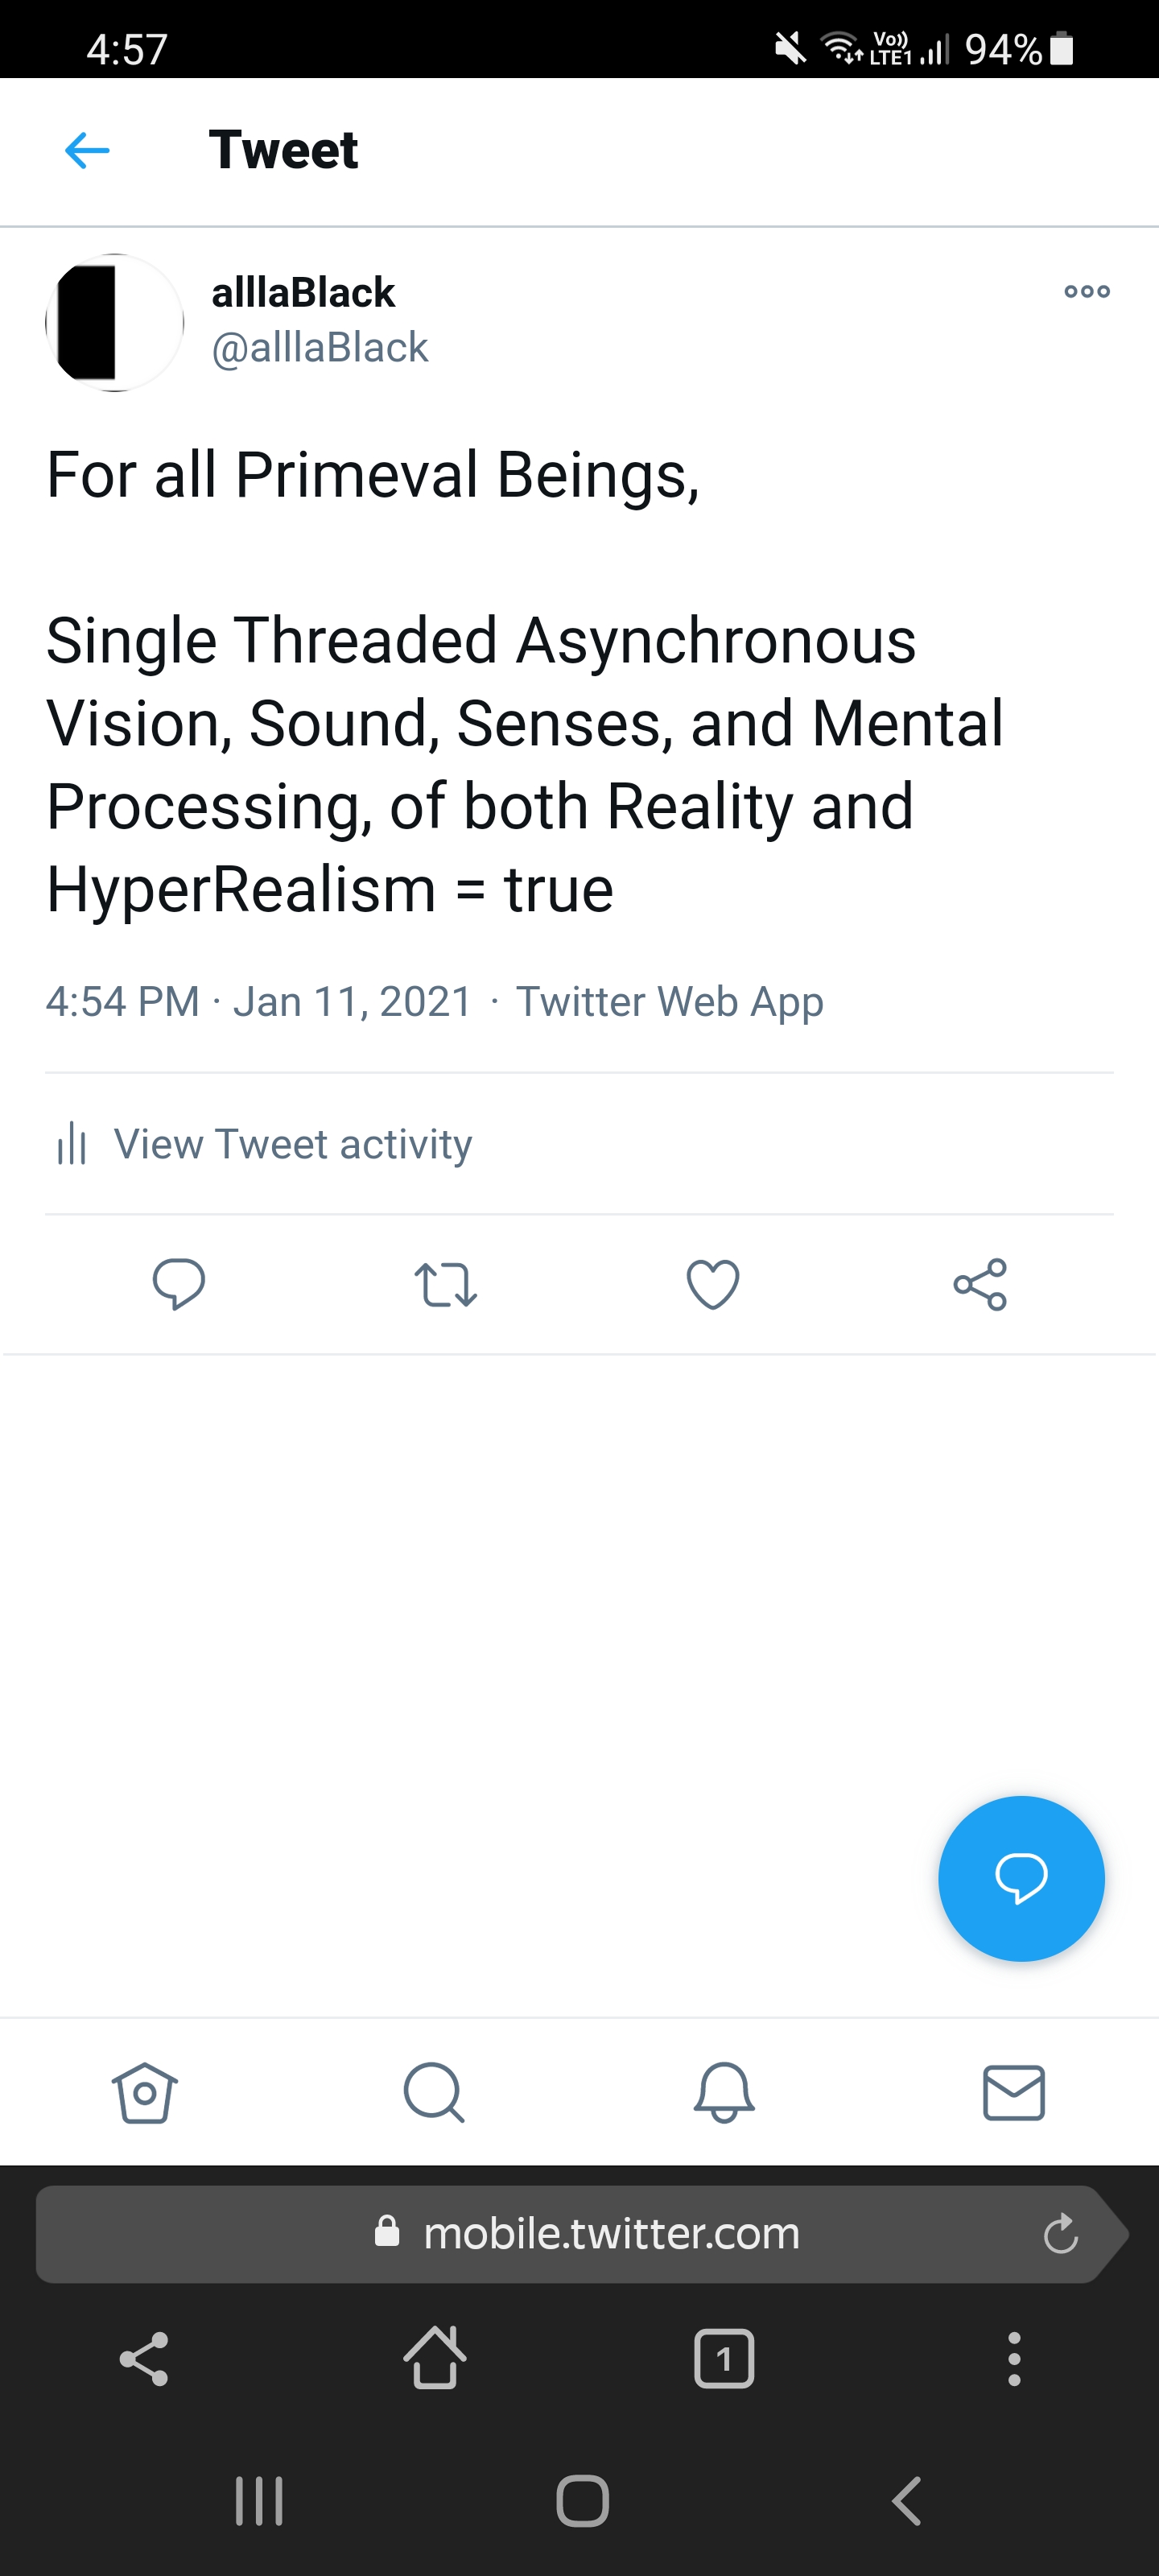 4:57 Vo)) LTE1 94%
Tweet
alllaBlack
@alllaBlack
For all Primeval Beings,
Single Threaded Asynchronous
Vision, Sound, Senses, and Mental
Processing, of both Reality and
HyperRealism = true
4:54 PM · Jan 11, 2021 · Twitter Web App
View Tweet activity
mobile.twitter.com
1